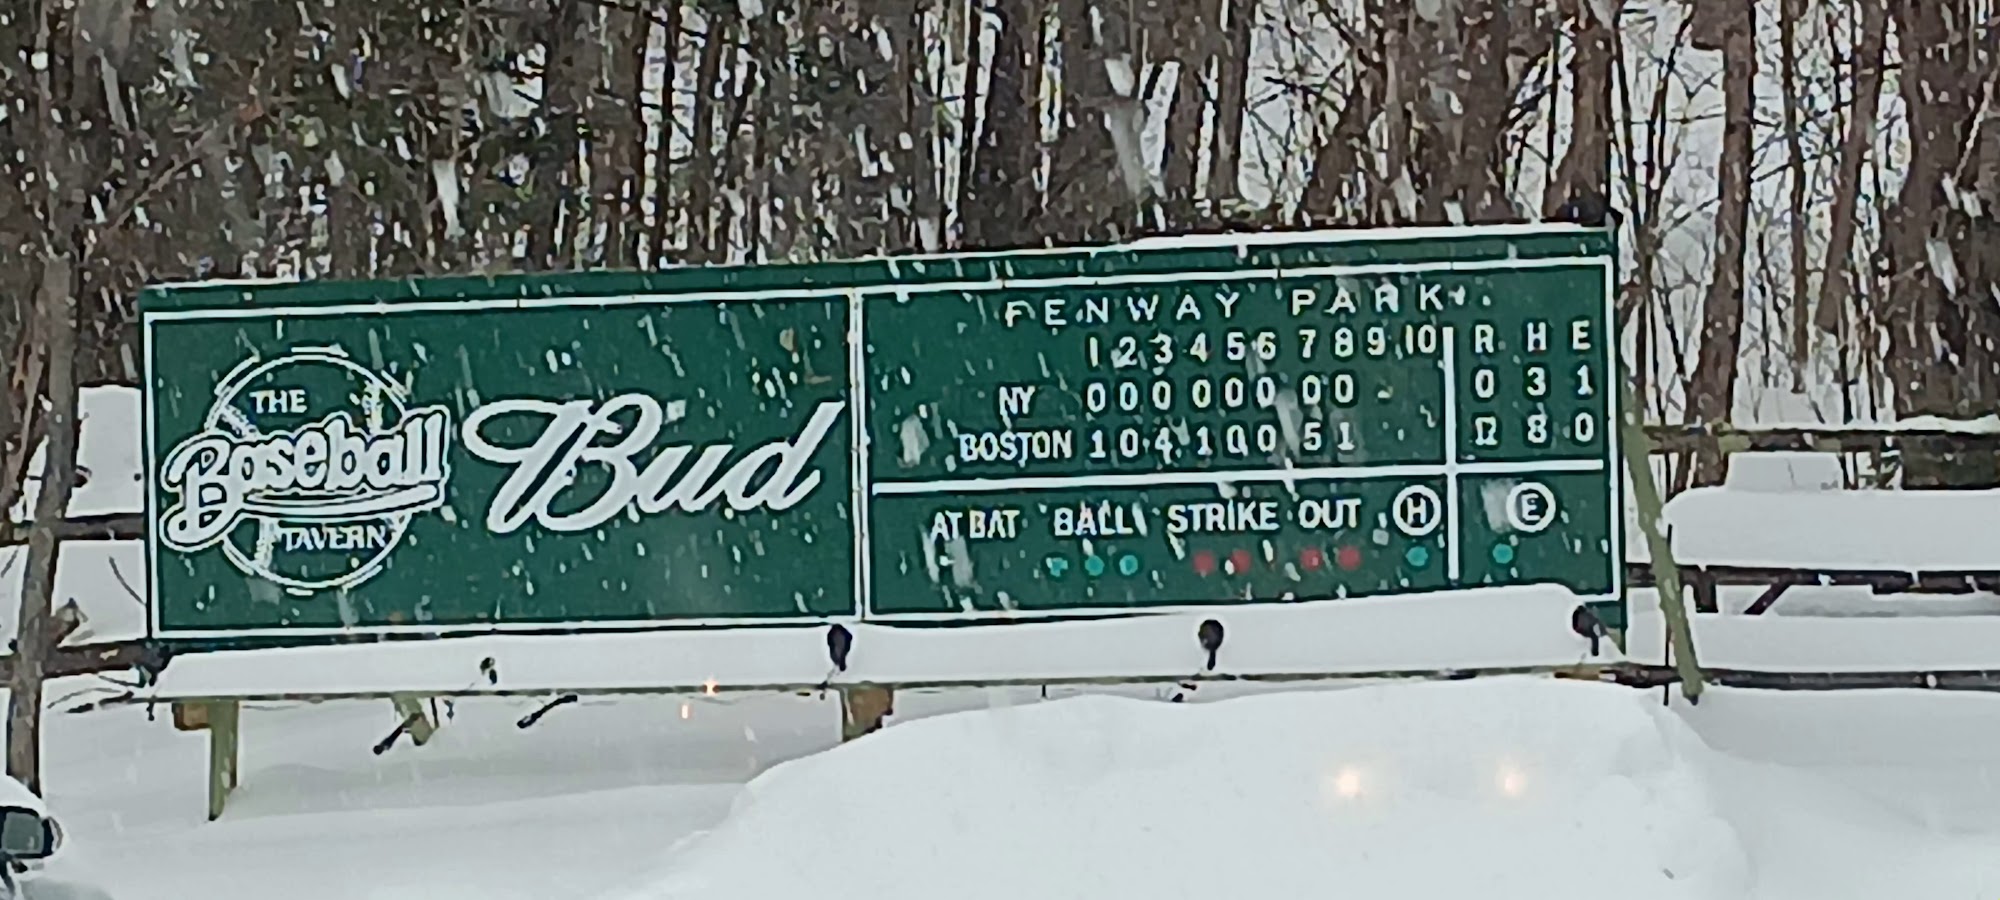 THE
Baseball
TAVERN
Bud
FENWAY PARK
1 2 3 4 5 6 7 8 9 10 R H E
NY 0 0 0 0 0 0 0 0 0 3 1
BOSTON 1 0 4 1 0 0 5 1 12 8 0
AT BAT BALL STRIKE OUT H E